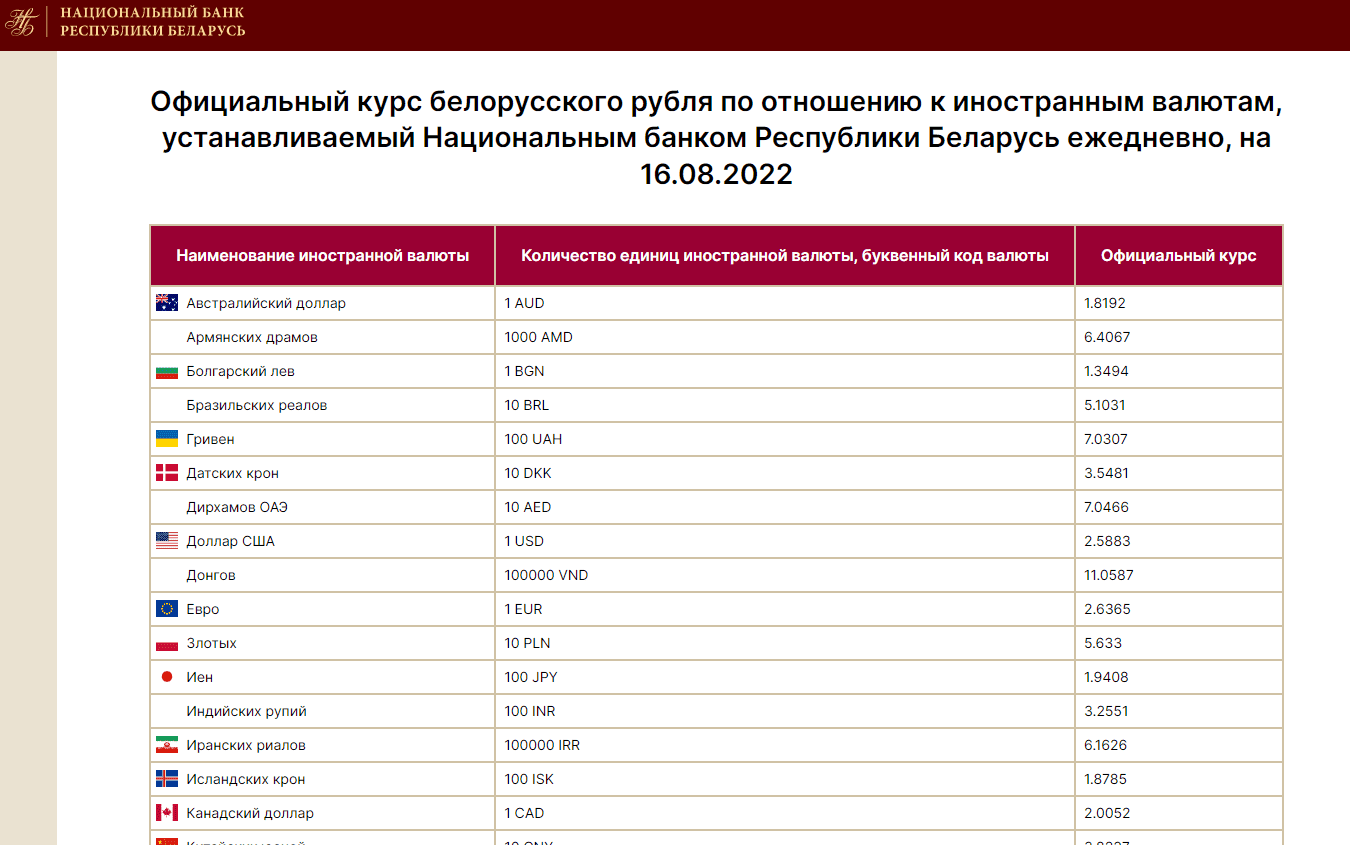 НАЦИОНАЛЬНЫЙ БАНК
РЕСПУБЛИКИ БЕЛАРУСЬ
Официальный курс белорусского рубля по отношению к иностранным валютам,
устанавливаемый Национальным банком Республики Беларусь ежедневно, на
16.08.2022
Наименование иностранной валюты Количество единиц иностранной валюты, буквенный код валюты Официальный курс
Австралийский доллар 1 AUD 1.8192
Армянских драмов 1000 AMD 6.4067
Болгарский лев 1 BGN 1.3494
Бразильских реалов 10 BRL 5.1031
Гривен 100 UAH 7.0307
Датских крон 10 DKK 3.5481
Дирхамов ОАЭ 10 AED 7.0466
Доллар США 1 USD 2.5883
Донгов 100000 VND 11.0587
Евро 1 EUR 2.6365
Злотых 10 PLN 5.633
Иен 100 JPY 1.9408
Индийских рупий 100 INR 3.2551
Иранских риалов 100000 IRR 6.1626
Исландских крон 100 ISK 1.8785
Канадский доллар 1 CAD 2.0052